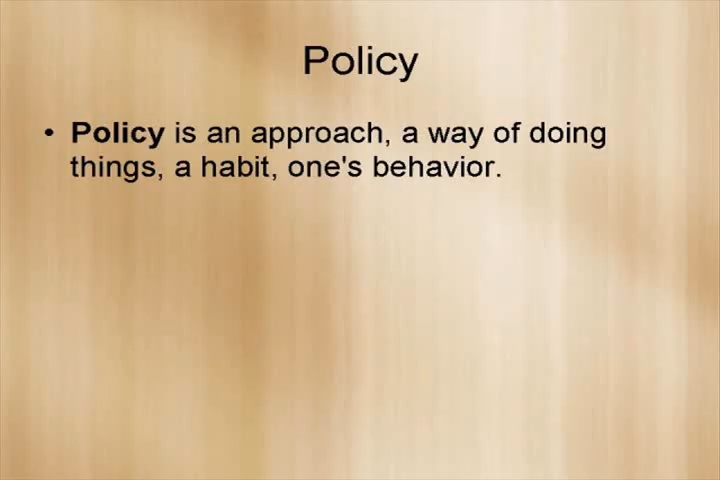 Policy
• Policy is an approach, a way of doing
things, a habit, one's behavior.